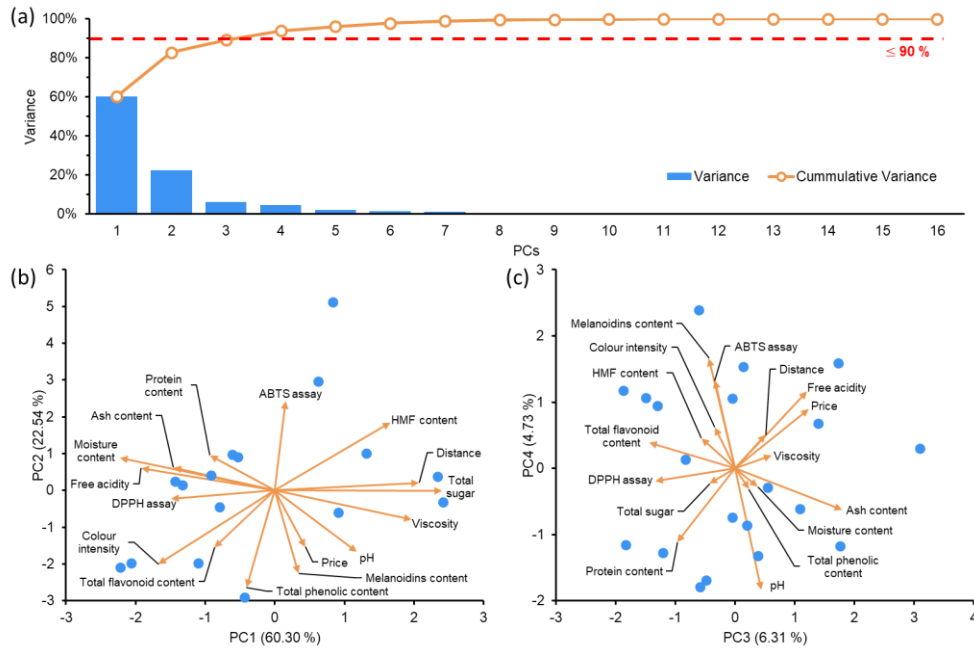 (a)
100%
80%
60%
40%
20%
0%
Variance
≤ 90 %
Variance
Cummulative Variance
1 2 3 4 5 6 7 8 9 10 11 12 13 14 15 16
PCs
(b)
6
5
4
3
2
1
0
-1
-2
-3
PC2 (22.54 %)
Protein
content
ABTS assay
Ash content
HMF content
Moisture
content
Distance
Free acidity
Total
sugar
DPPH assay
Viscosity
Colour
intensity
pH
Price
Total flavonoid content
Melanoidins content
Total phenolic content
-3 -2 -1 0 1 2 3
PC1 (60.30 %)
(c)
3
2
1
0
-1
-2
PC4 (4.73 %)
Melanoidins content
Colour intensity
ABTS assay
HMF content
Distance
Free acidity
Price
Total flavonoid
content
Viscosity
DPPH assay
Total sugar
Ash content
Moisture content
Protein content
Total phenolic
content
pH
-3 -2 -1 0 1 2 3 4
PC3 (6.31 %)